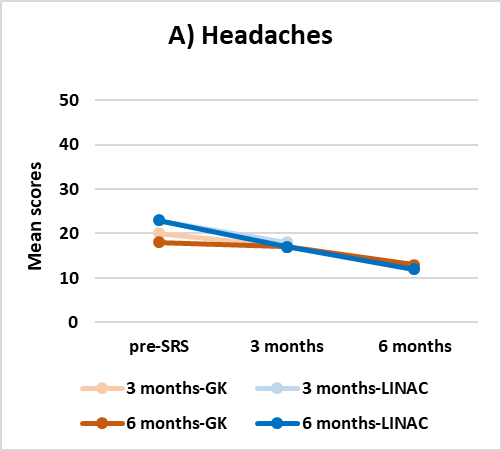 A) Headaches
Mean scores
50
40
30
20
10
0
pre-SRS 3 months 6 months
3 months-GK 3 months-LINAC
6 months-GK 6 months-LINAC